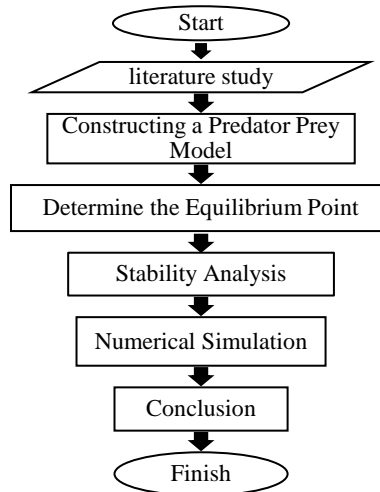 Start
literature study
Constructing a Predator Prey
Model
Determine the Equilibrium Point
Stability Analysis
Numerical Simulation
Conclusion
Finish